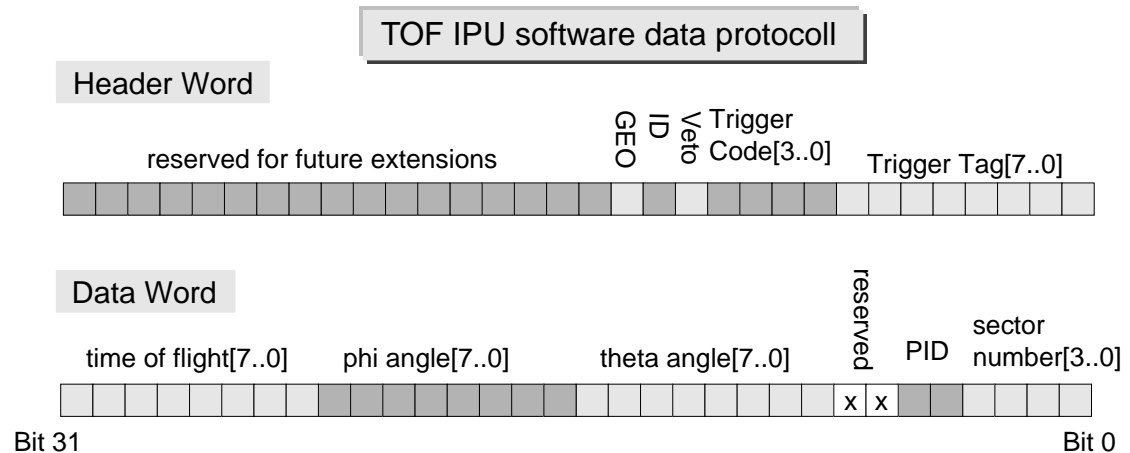 TOF IPU software data protocoll
Header Word
reserved for future extensions
GEO
ID
Veto
Trigger
Code[3..0]
Trigger Tag[7..0]
Data Word
time of flight[7..0]
phi angle[7..0]
theta angle[7..0]
reserved
PID
sector
number[3..0]
x x
Bit 31
Bit 0